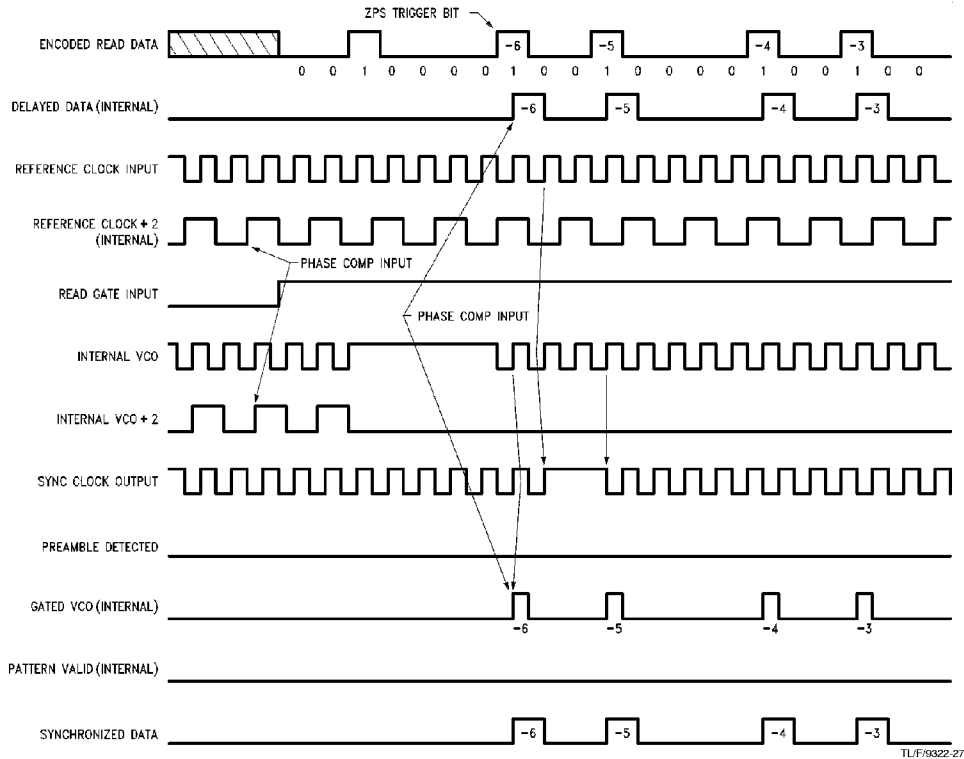 ZPS TRIGGER BIT
ENCODED READ DATA
-6 -5 -4 -3
0 0 1 0 0 0 0 1 0 0 1 0 0 0 0 1 0 0 1 0 0
DELAYED DATA (INTERNAL)
-6 -5 -4 -3
REFERENCE CLOCK INPUT
REFERENCE CLOCK ÷ 2
(INTERNAL)
PHASE COMP INPUT
READ GATE INPUT
PHASE COMP INPUT
INTERNAL VCO
INTERNAL VCO ÷ 2
SYNC CLOCK OUTPUT
PREAMBLE DETECTED
GATED VCO (INTERNAL)
-6 -5 -4 -3
PATTERN VALID (INTERNAL)
SYNCHRONIZED DATA
-6 -5 -4 -3
TL/F/9322-27